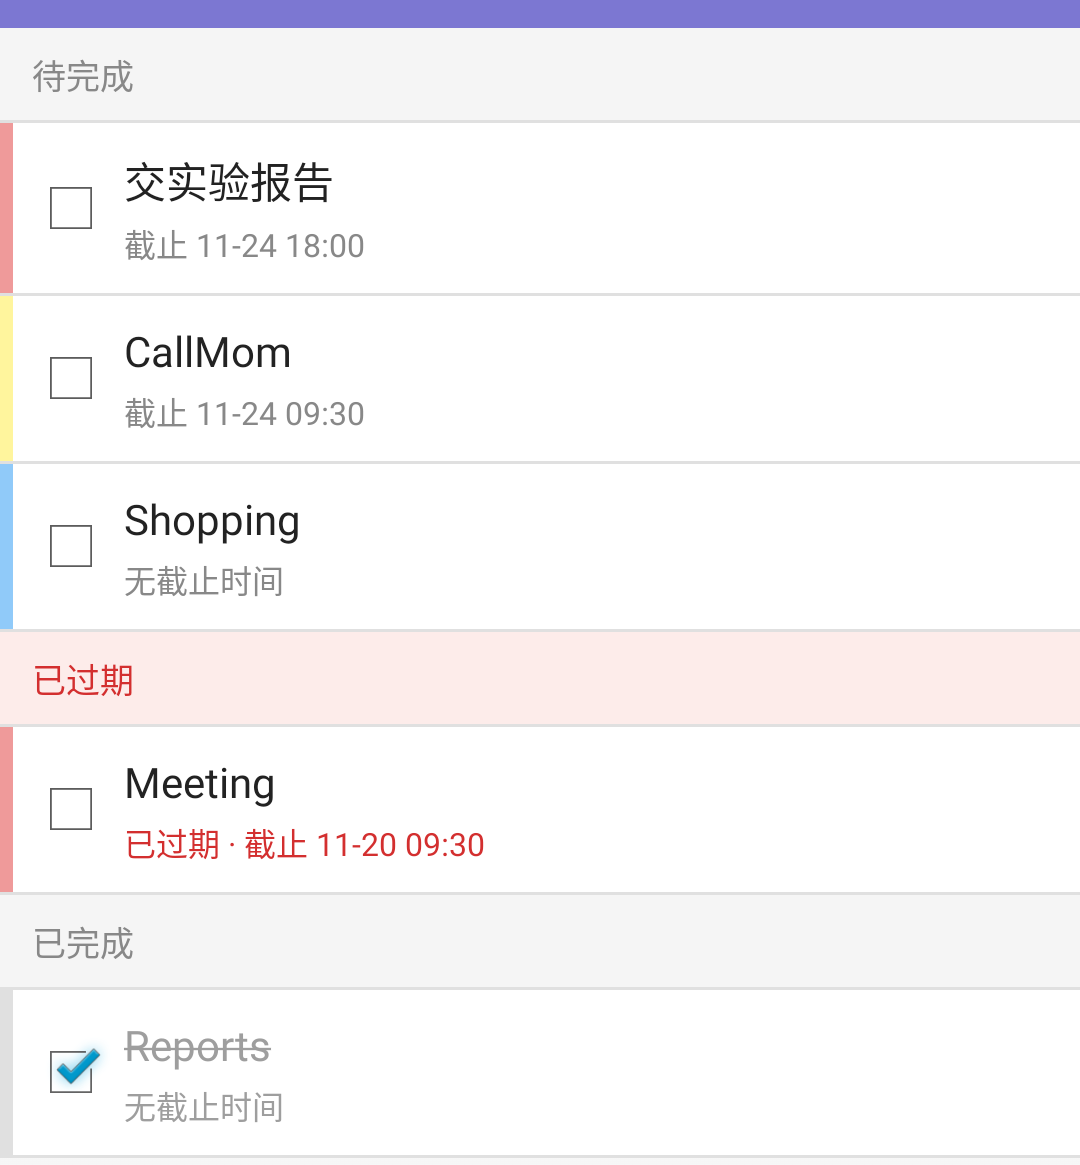 待完成
交实验报告
截止 11-24 18:00
CallMom
截止 11-24 09:30
Shopping
无截止时间
已过期
Meeting
已过期 · 截止 11-20 09:30
已完成
Reports
无截止时间